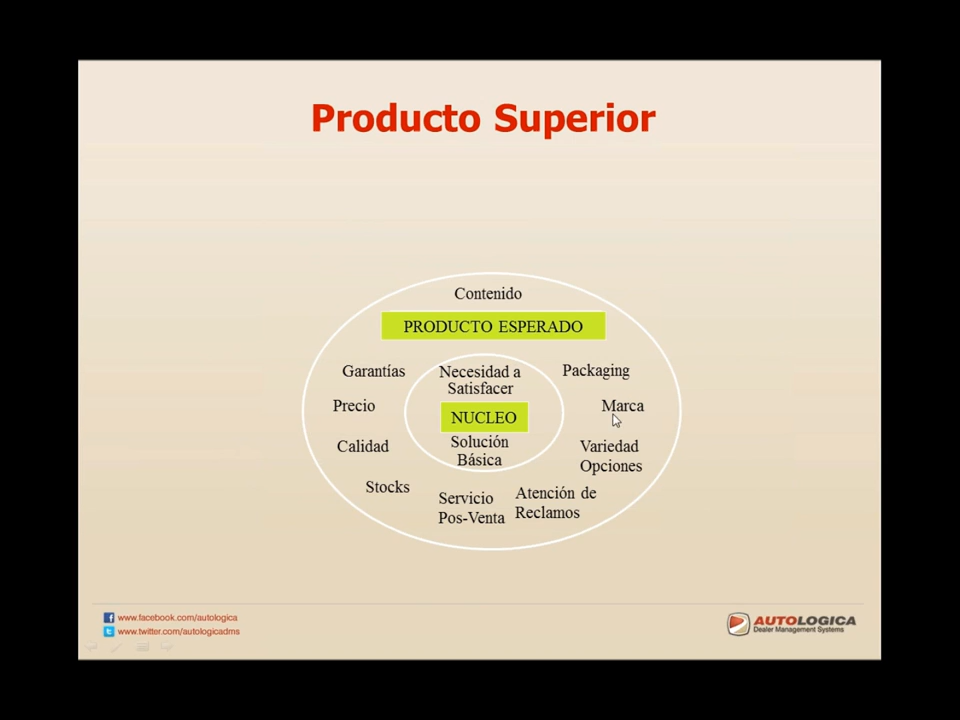 Producto Superior
Contenido
PRODUCTO ESPERADO
Garantías
Necesidad a
Satisfacer
Packaging
Precio
NUCLEO
Marca
Calidad
Solución
Básica
Variedad
Opciones
Stocks
Servicio
Pos-Venta
Atención de
Reclamos
www.facebook.com/autologica
www.twitter.com/autologicadms
AUTOLOGICA
Dealer Management Systems